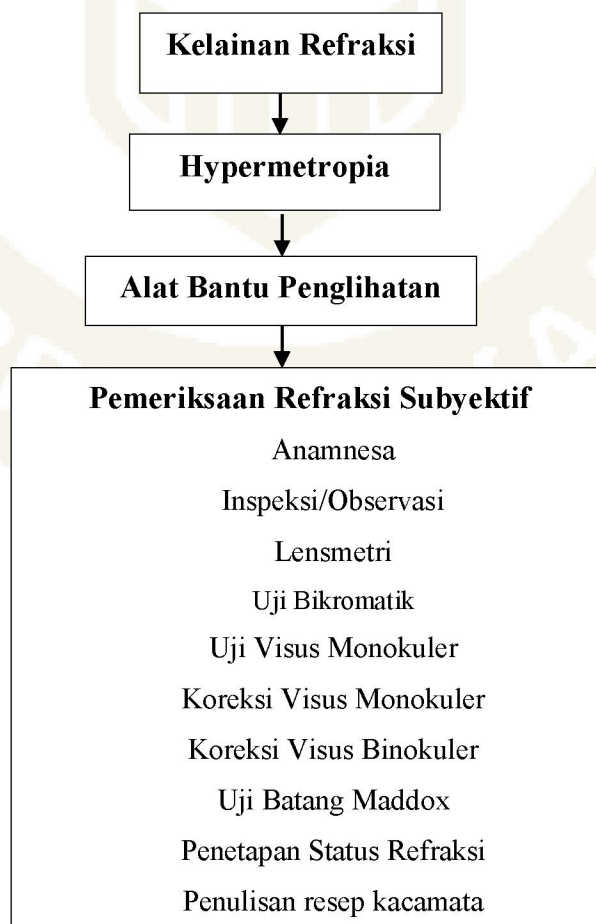 Kelainan Refraksi
Hypermetropia
Alat Bantu Penglihatan
Pemeriksaan Refraksi Subyektif
Anamnesa
Inspeksi/Observasi
Lensmetri
Uji Bikromatik
Uji Visus Monokuler
Koreksi Visus Monokuler
Koreksi Visus Binokuler
Uji Batang Maddox
Penetapan Status Refraksi
Penulisan resep kacamata